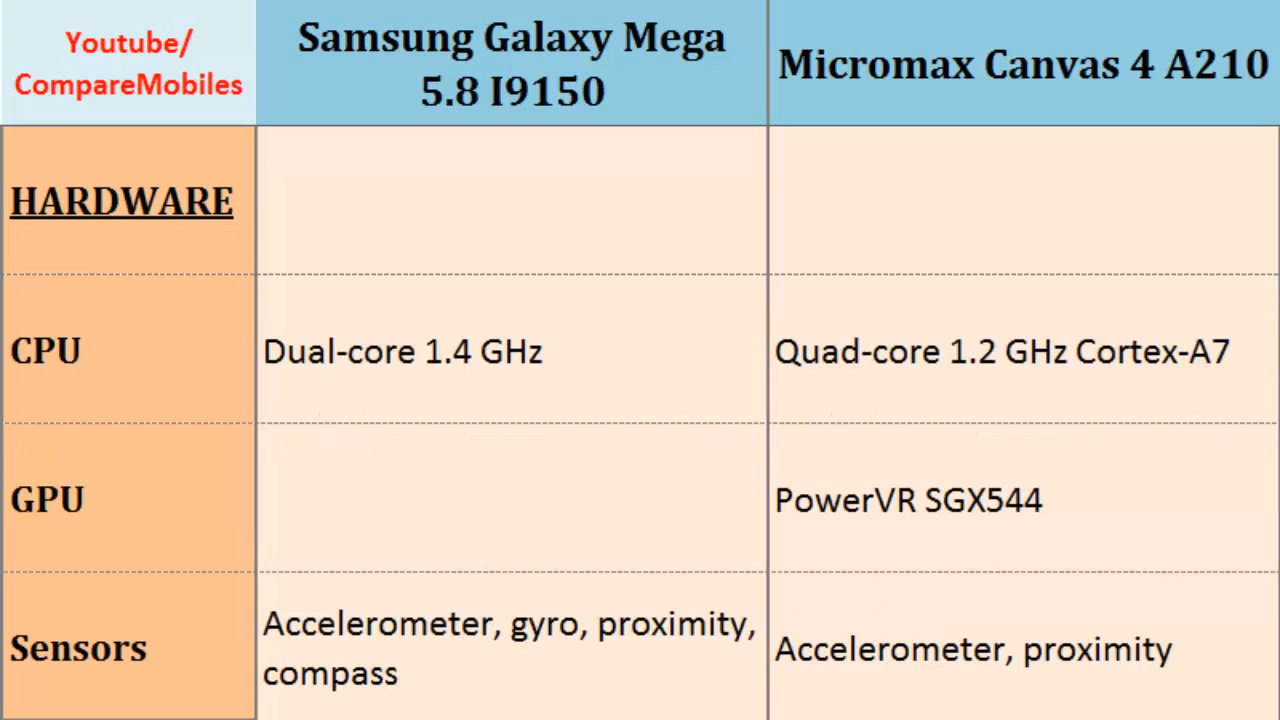 Youtube/
CompareMobiles
Samsung Galaxy Mega
5.8 I9150
Micromax Canvas 4 A210
HARDWARE
CPU
Dual-core 1.4 GHz
Quad-core 1.2 GHz Cortex-A7
GPU
PowerVR SGX544
Sensors
Accelerometer, gyro, proximity,
compass
Accelerometer, proximity